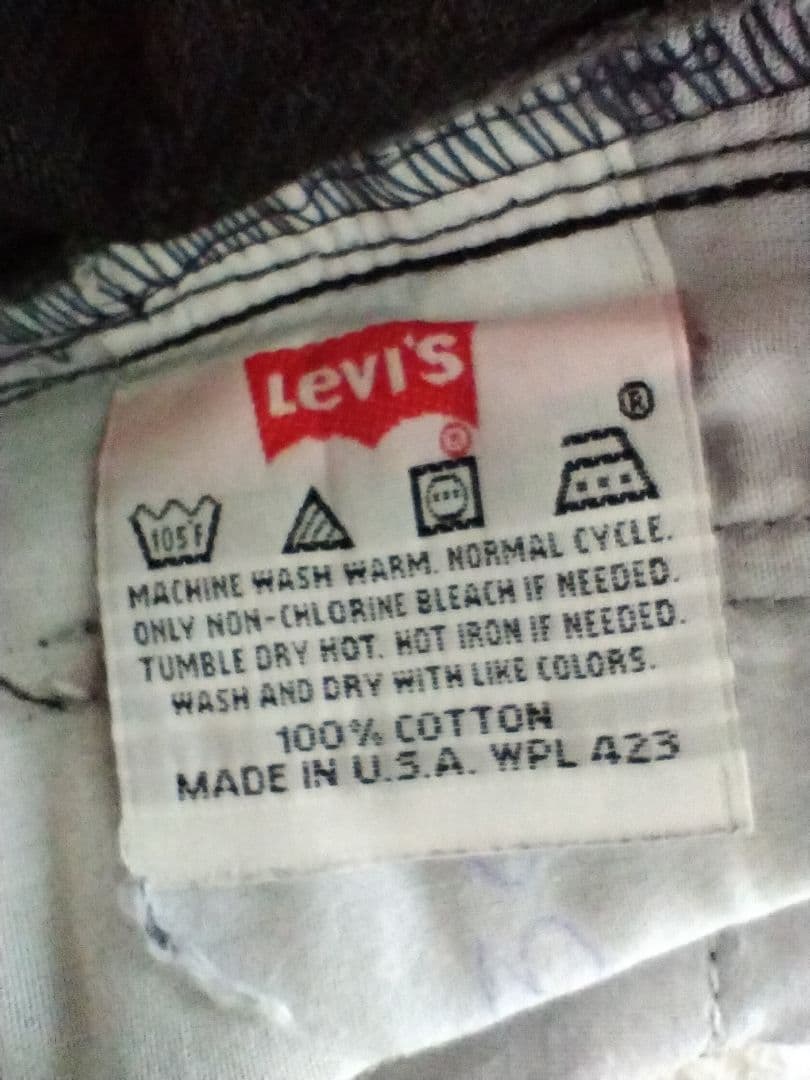 LEVI'S
®
®
105°F
MACHINE WASH WARM. NORMAL CYCLE.
ONLY NON-CHLORINE BLEACH IF NEEDED.
TUMBLE DRY HOT. HOT IRON IF NEEDED.
WASH AND DRY WITH LIKE COLORS.
100% COTTON
MADE IN U.S.A. WPL 423